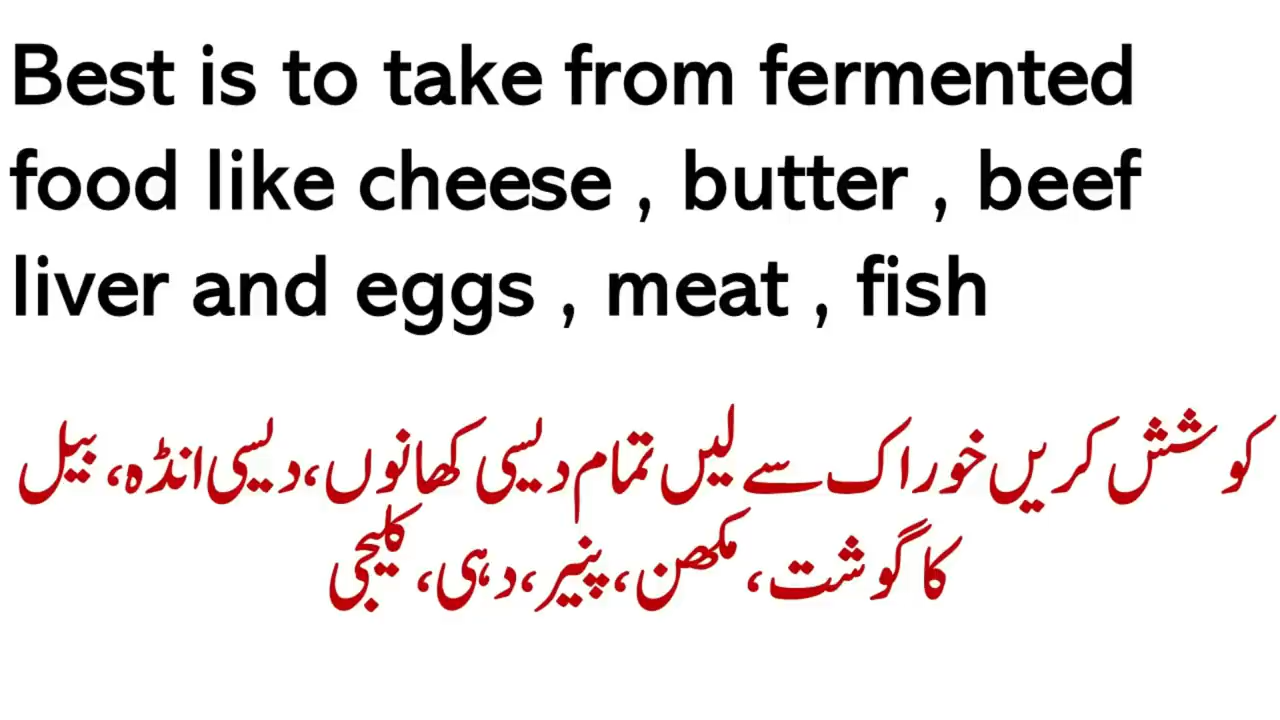 Best is to take from fermented
food like cheese , butter , beef
liver and eggs , meat , fish
کوشش کریں خوراک سے لیں تمام دیسی کھانوں، دیسی انڈہ، بیل
کا گوشت، مکھن، پنیر، دہی، کلیجی